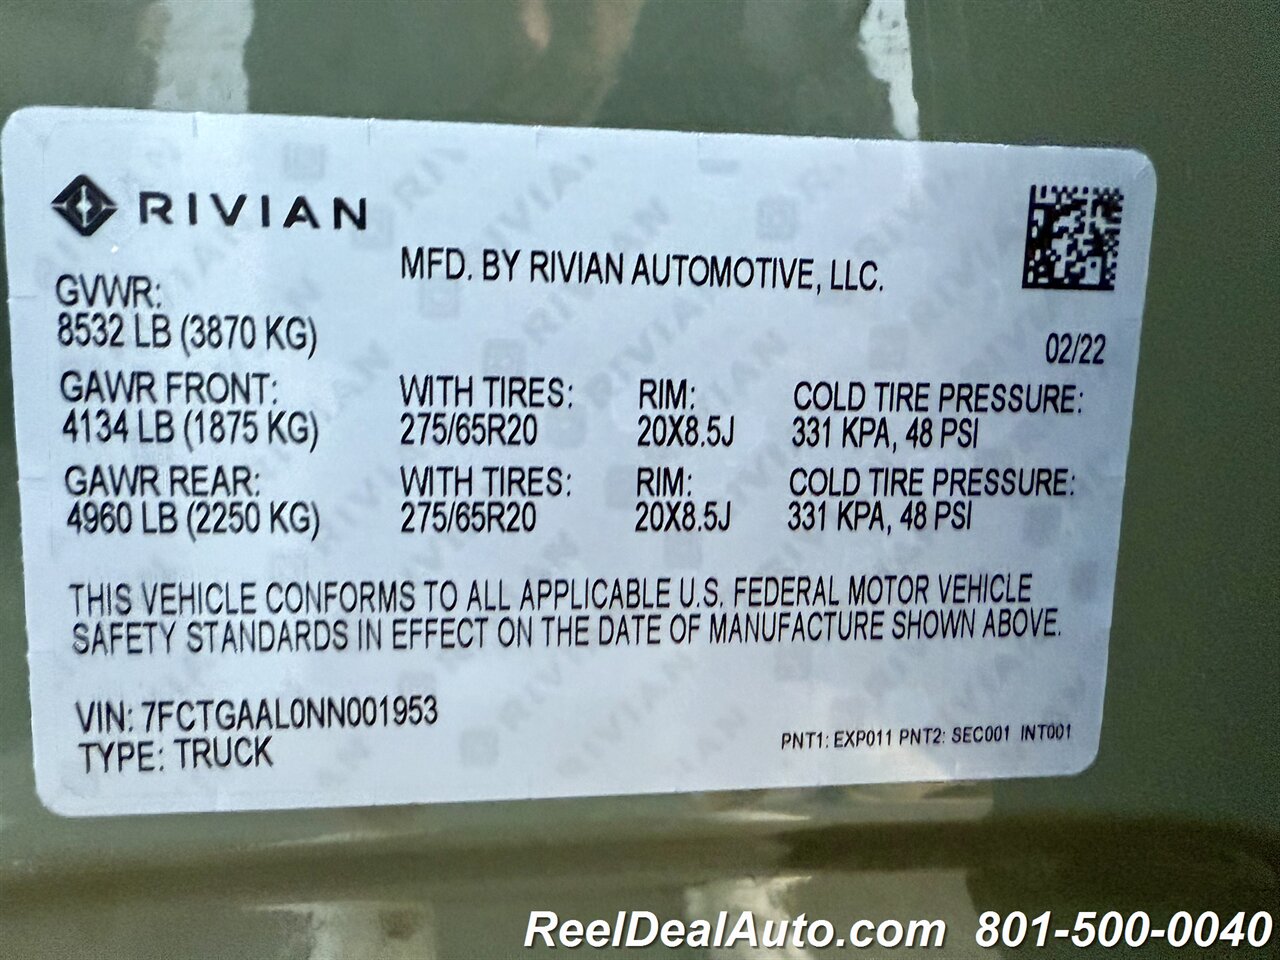 RIVIAN
MFD. BY RIVIAN AUTOMOTIVE, LLC.
GVWR:
8532 LB (3870 KG)
02/22
GAWR FRONT: WITH TIRES: RIM: COLD TIRE PRESSURE:
4134 LB (1875 KG) 275/65R20 20X8.5J 331 KPA, 48 PSI
GAWR REAR: WITH TIRES: RIM: COLD TIRE PRESSURE:
4960 LB (2250 KG) 275/65R20 20X8.5J 331 KPA, 48 PSI
THIS VEHICLE CONFORMS TO ALL APPLICABLE U.S. FEDERAL MOTOR VEHICLE
SAFETY STANDARDS IN EFFECT ON THE DATE OF MANUFACTURE SHOWN ABOVE.
VIN: 7FCTGAAL0NN001953
TYPE: TRUCK
PNT1: EXP011 PNT2: SEC001 INT001
ReelDealAuto.com 801-500-0040